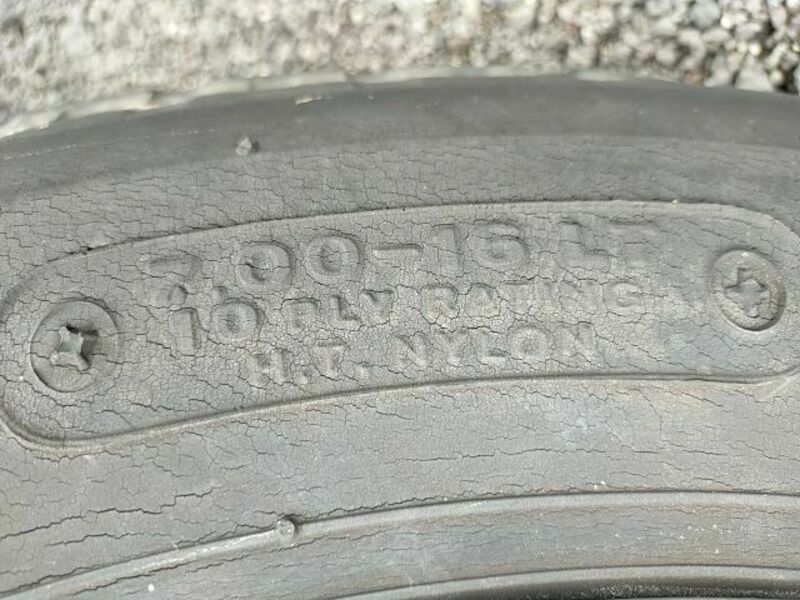 7.00-16 LT
10 PLY RATING
H.T. NYLON